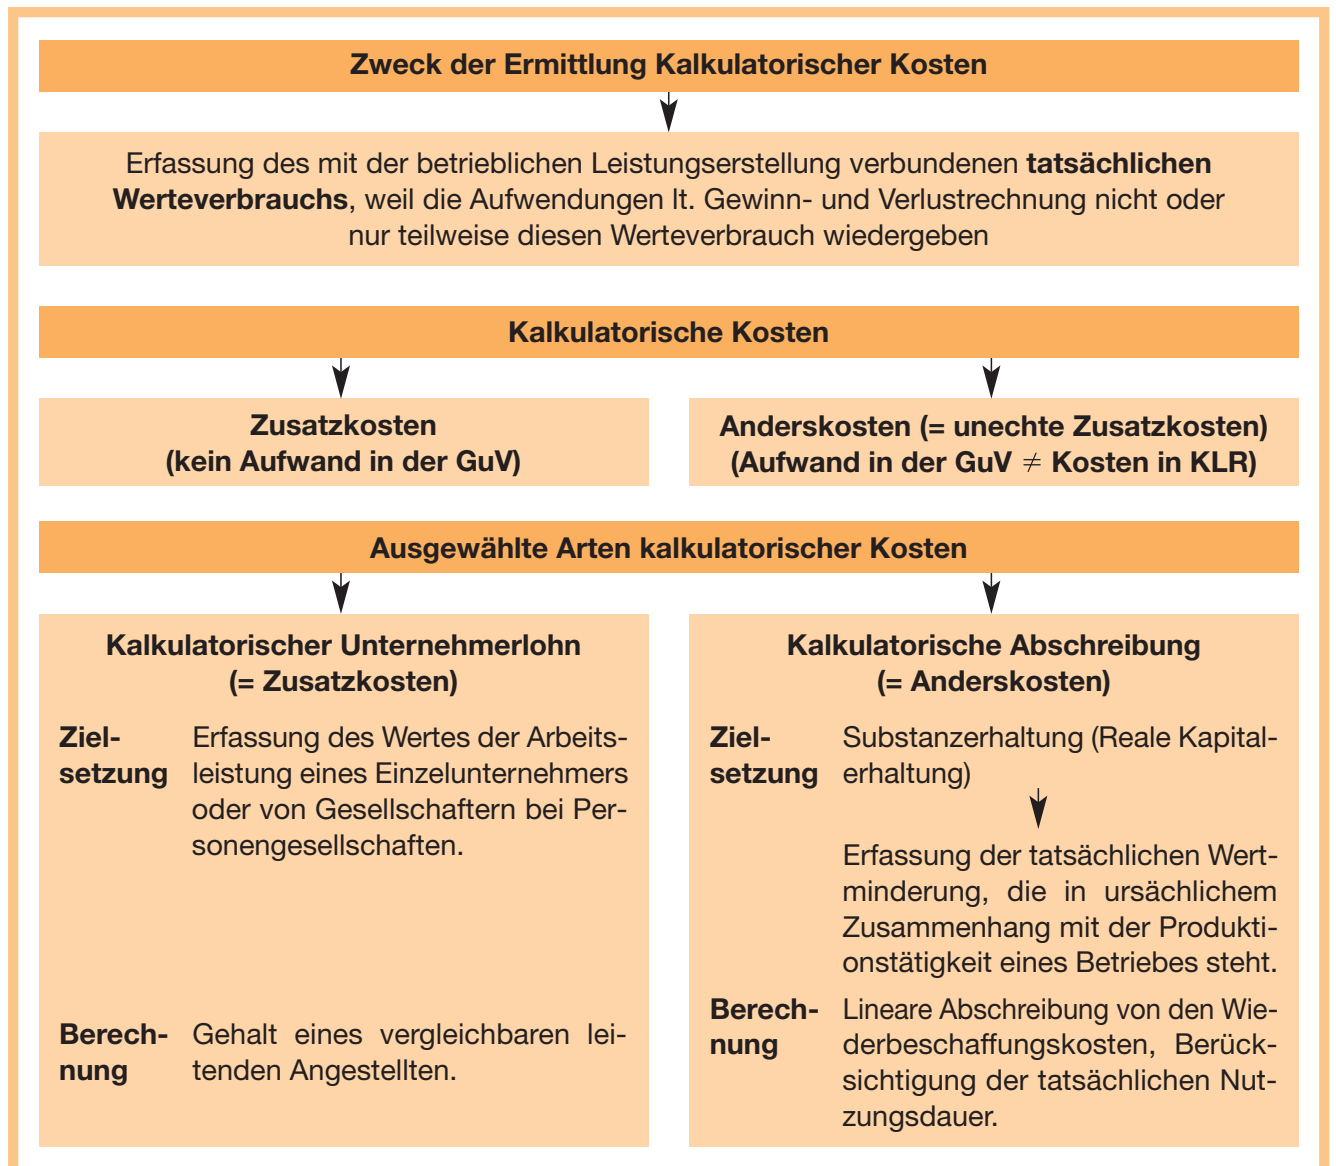 Zweck der Ermittlung Kalkulatorischer Kosten
Erfassung des mit der betrieblichen Leistungserstellung verbundenen tatsächlichen
Werteverbrauchs, weil die Aufwendungen lt. Gewinn- und Verlustrechnung nicht oder
nur teilweise diesen Werteverbrauch wiedergeben
Kalkulatorische Kosten
Zusatzkosten
(kein Aufwand in der GuV)
Anderskosten (= unechte Zusatzkosten)
(Aufwand in der GuV ≠ Kosten in KLR)
Ausgewählte Arten kalkulatorischer Kosten
Kalkulatorischer Unternehmerlohn
(= Zusatzkosten)
Ziel- Erfassung des Wertes der Arbeits-
setzung leistung eines Einzelunternehmers
oder von Gesellschaftern bei Per-
sonengesellschaften.
Berech- Gehalt eines vergleichbaren lei-
nung tenden Angestellten.
Kalkulatorische Abschreibung
(= Anderskosten)
Ziel- Substanzerhaltung (Reale Kapital-
setzung erhaltung)
Erfassung der tatsächlichen Wert-
minderung, die in ursächlichem
Zusammenhang mit der Produkti-
onstätigkeit eines Betriebes steht.
Berech- Lineare Abschreibung von den Wie-
nung derbeschaffungskosten, Berück-
sichtigung der tatsächlichen Nut-
zungsdauer.